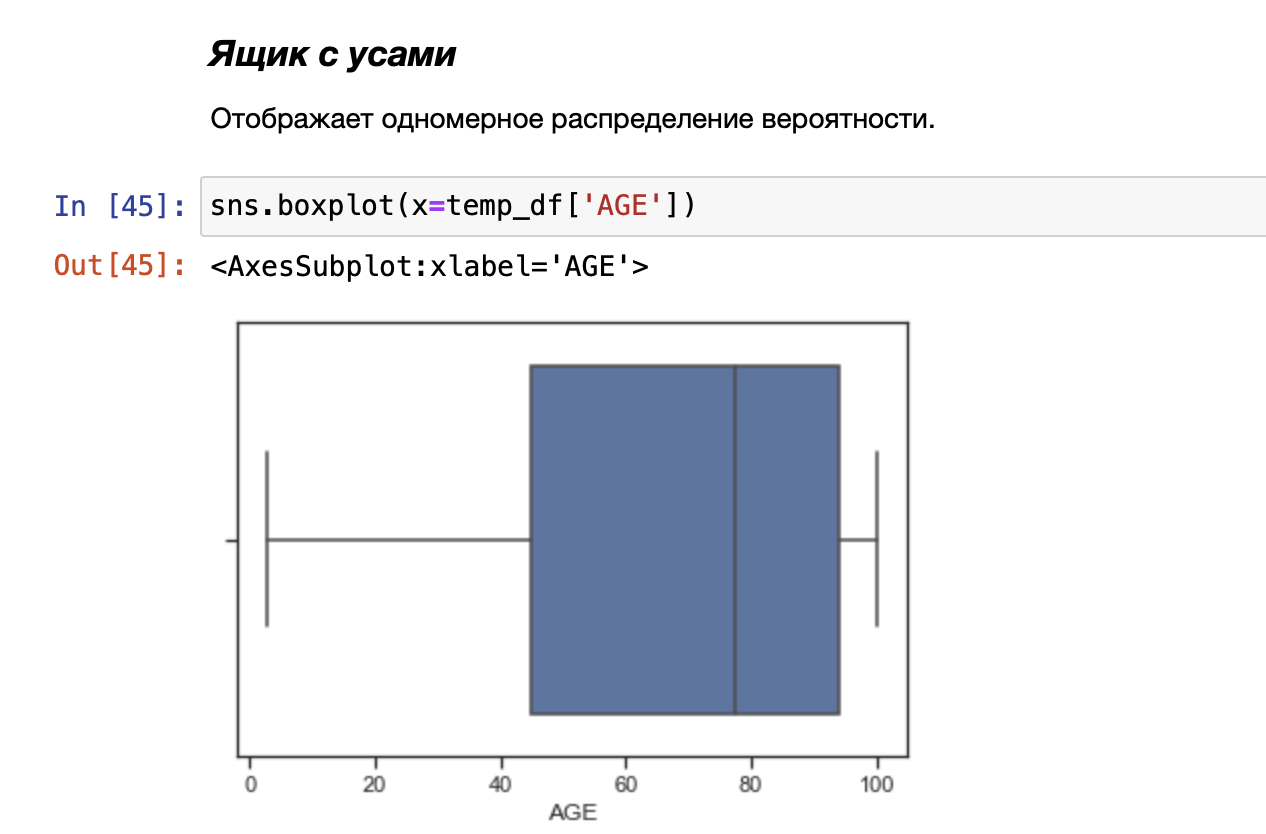 Ящик с усами
Отображает одномерное распределение вероятности.
In [45]: sns.boxplot(x=temp_df['AGE'])
Out[45]: <AxesSubplot:xlabel='AGE'>
0 20 40 60 80 100
AGE